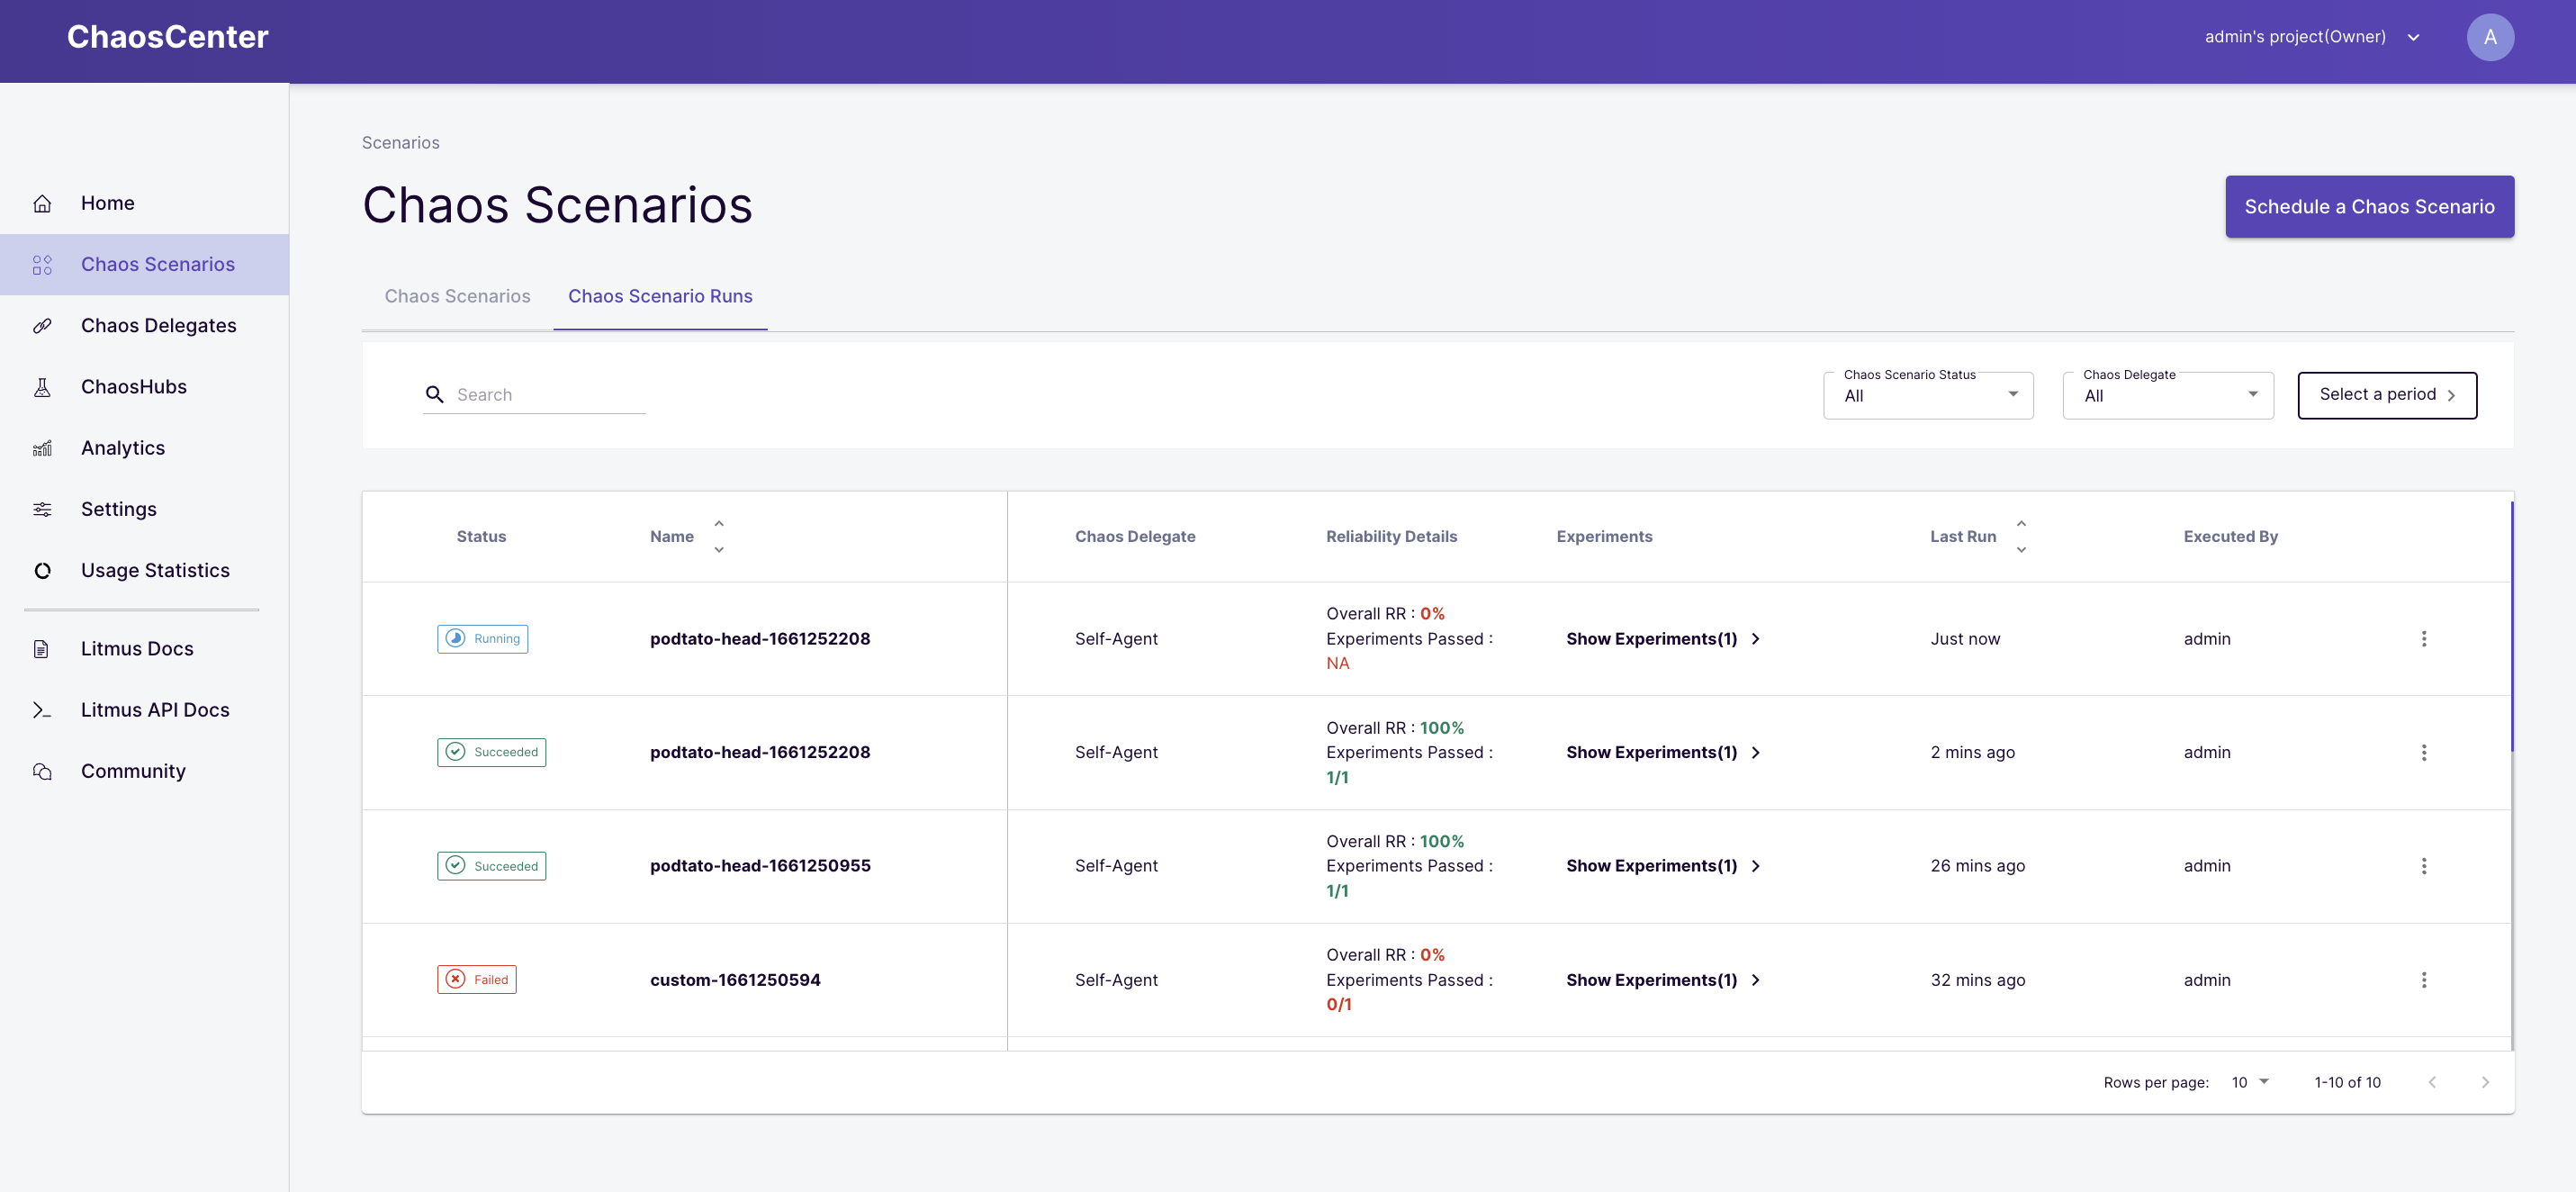 ChaosCenter
admin's project(Owner)
A
Home
Chaos Scenarios
Chaos Delegates
ChaosHubs
Analytics
Settings
Usage Statistics
Litmus Docs
Litmus API Docs
Community
Scenarios
Chaos Scenarios
Schedule a Chaos Scenario
Chaos Scenarios Chaos Scenario Runs
Search
Chaos Scenario Status
All
Chaos Delegate
All
Select a period
Status Name Chaos Delegate Reliability Details Experiments Last Run Executed By
Running podtato-head-1661252208 Self-Agent
Overall RR : 0%
Experiments Passed :
NA
Show Experiments(1) Just now admin
Succeeded podtato-head-1661252208 Self-Agent
Overall RR : 100%
Experiments Passed :
1/1
Show Experiments(1) 2 mins ago admin
Succeeded podtato-head-1661250955 Self-Agent
Overall RR : 100%
Experiments Passed :
1/1
Show Experiments(1) 26 mins ago admin
Failed custom-1661250594 Self-Agent
Overall RR : 0%
Experiments Passed :
0/1
Show Experiments(1) 32 mins ago admin
Rows per page: 10 1-10 of 10